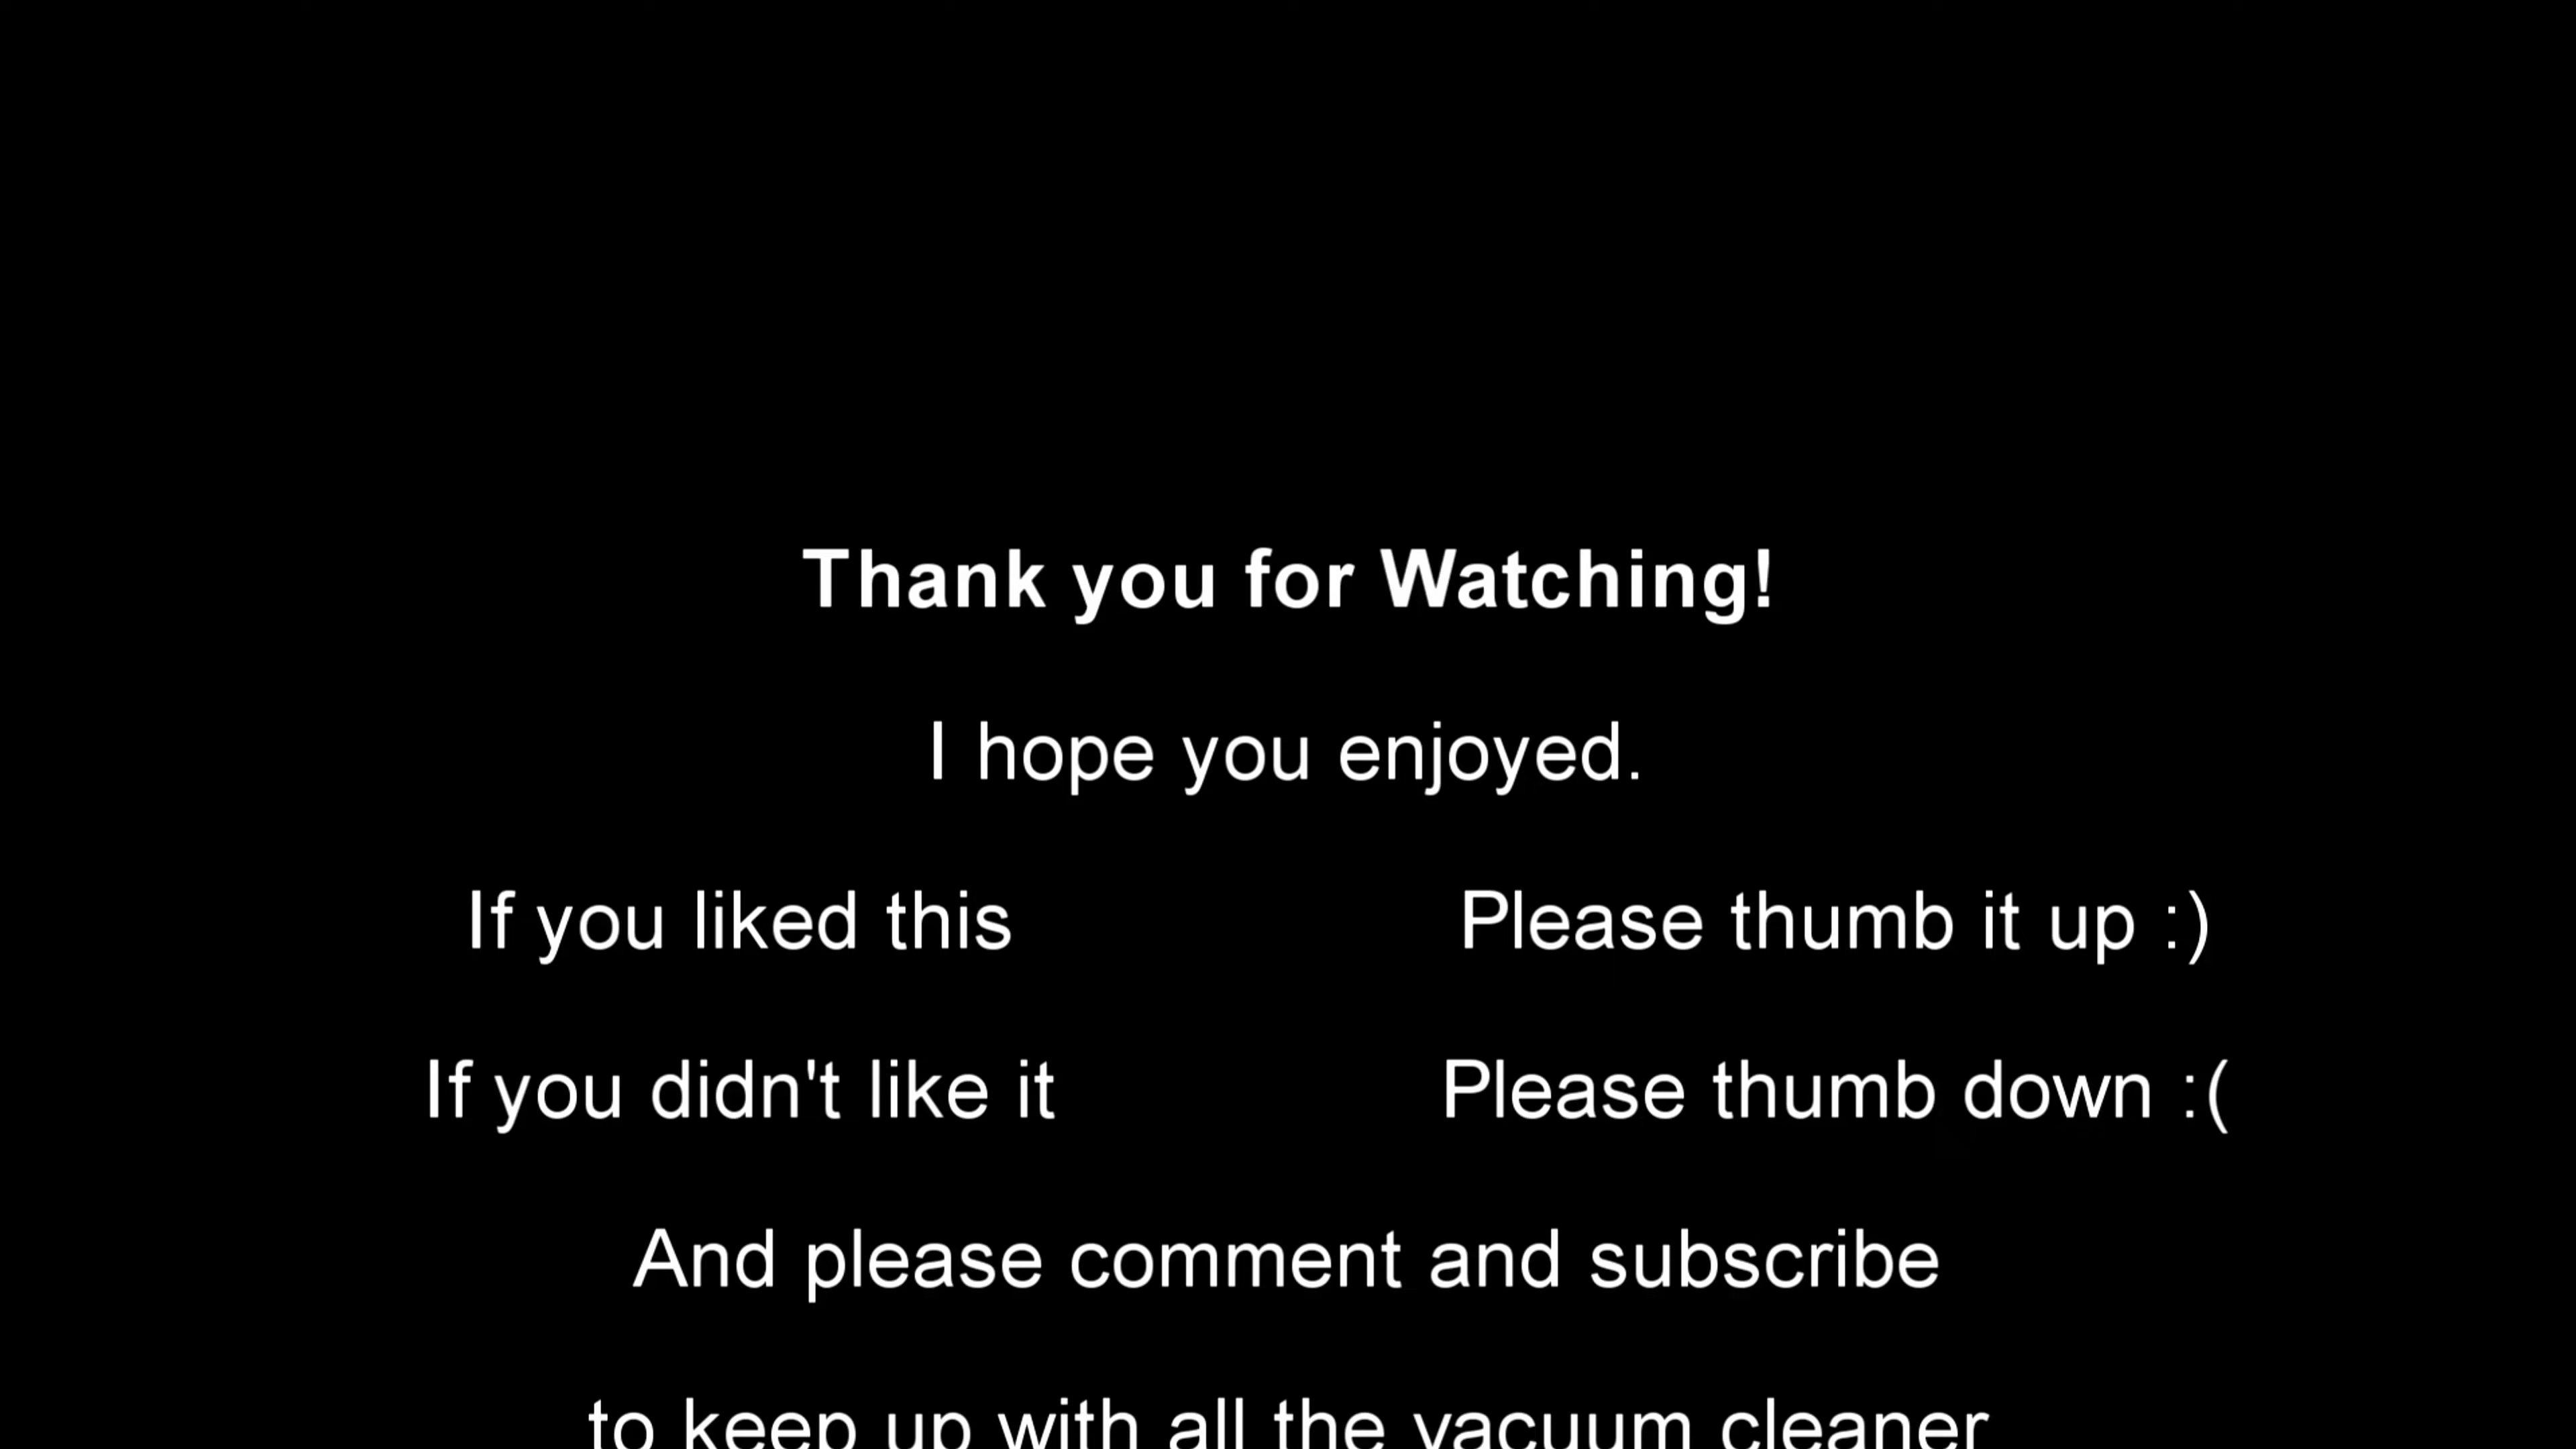 Thank you for Watching!
I hope you enjoyed.
If you liked this Please thumb it up :)
If you didn't like it Please thumb down :(
And please comment and subscribe
to keep up with all the vacuum cleaner